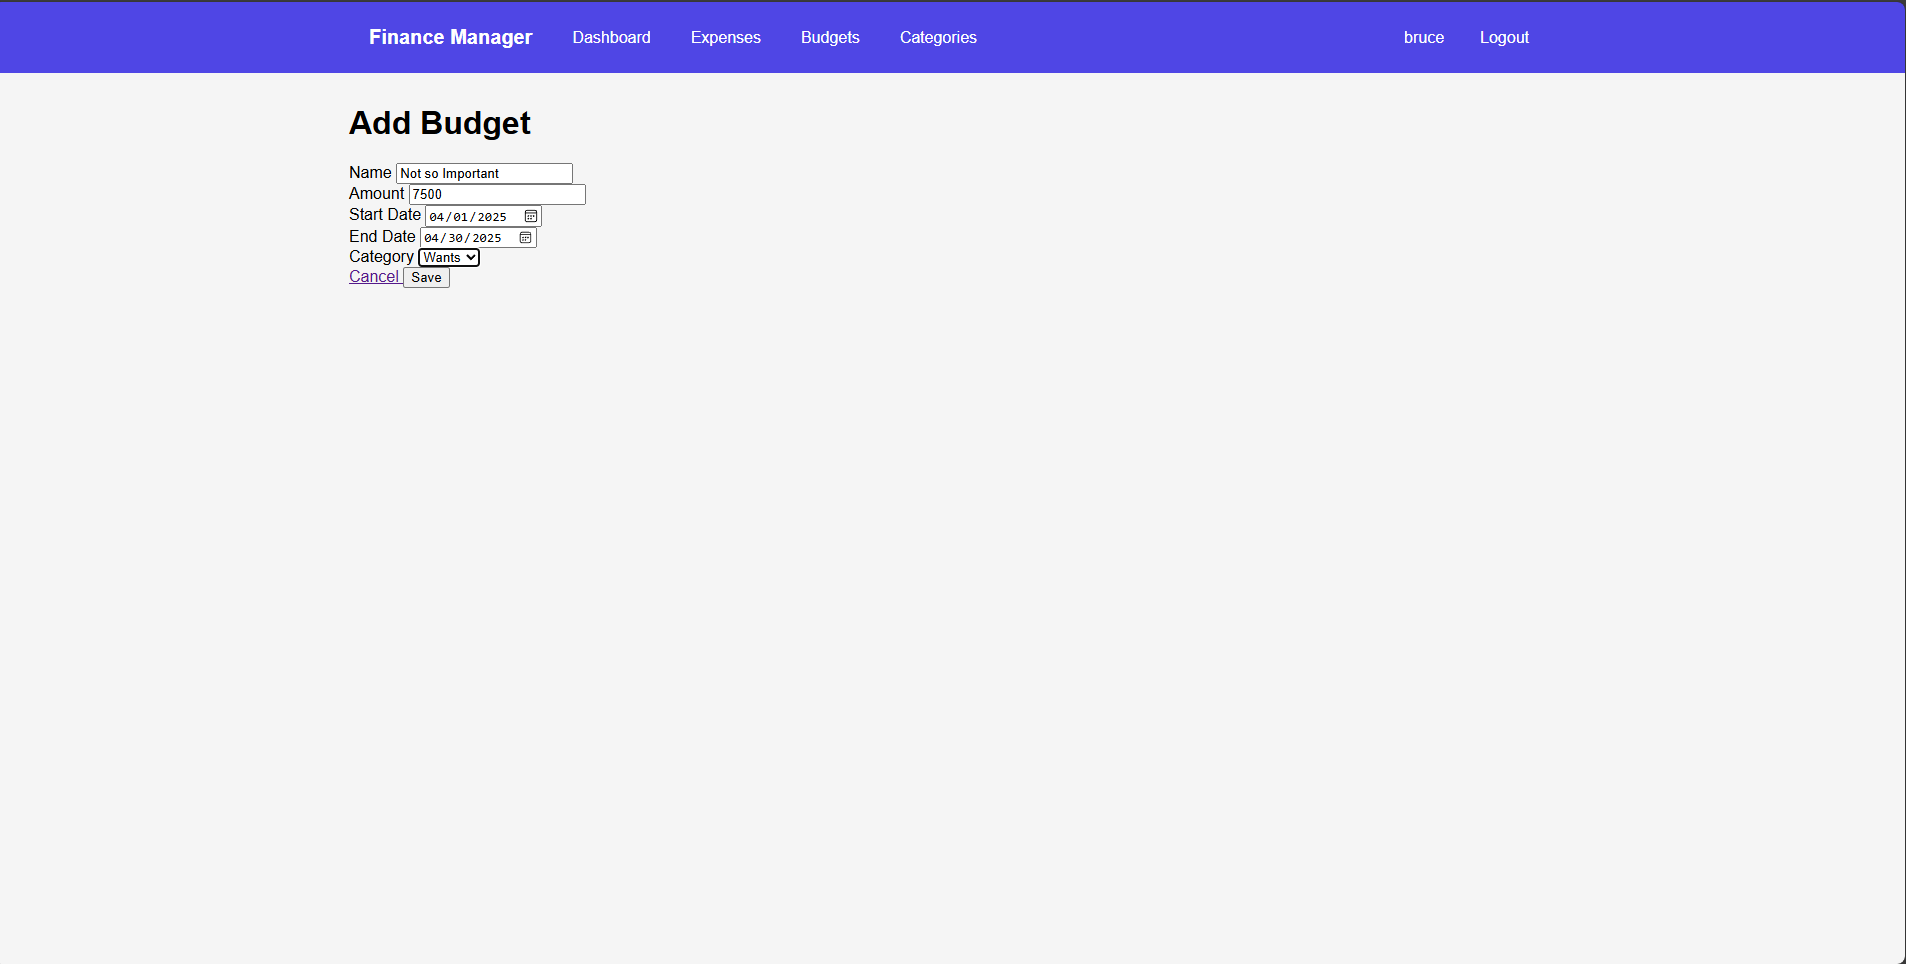 Finance Manager Dashboard Expenses Budgets Categories bruce Logout
Add Budget
Name Not so Important
Amount 7500
Start Date 04/01/2025
End Date 04/30/2025
Category Wants
Cancel Save